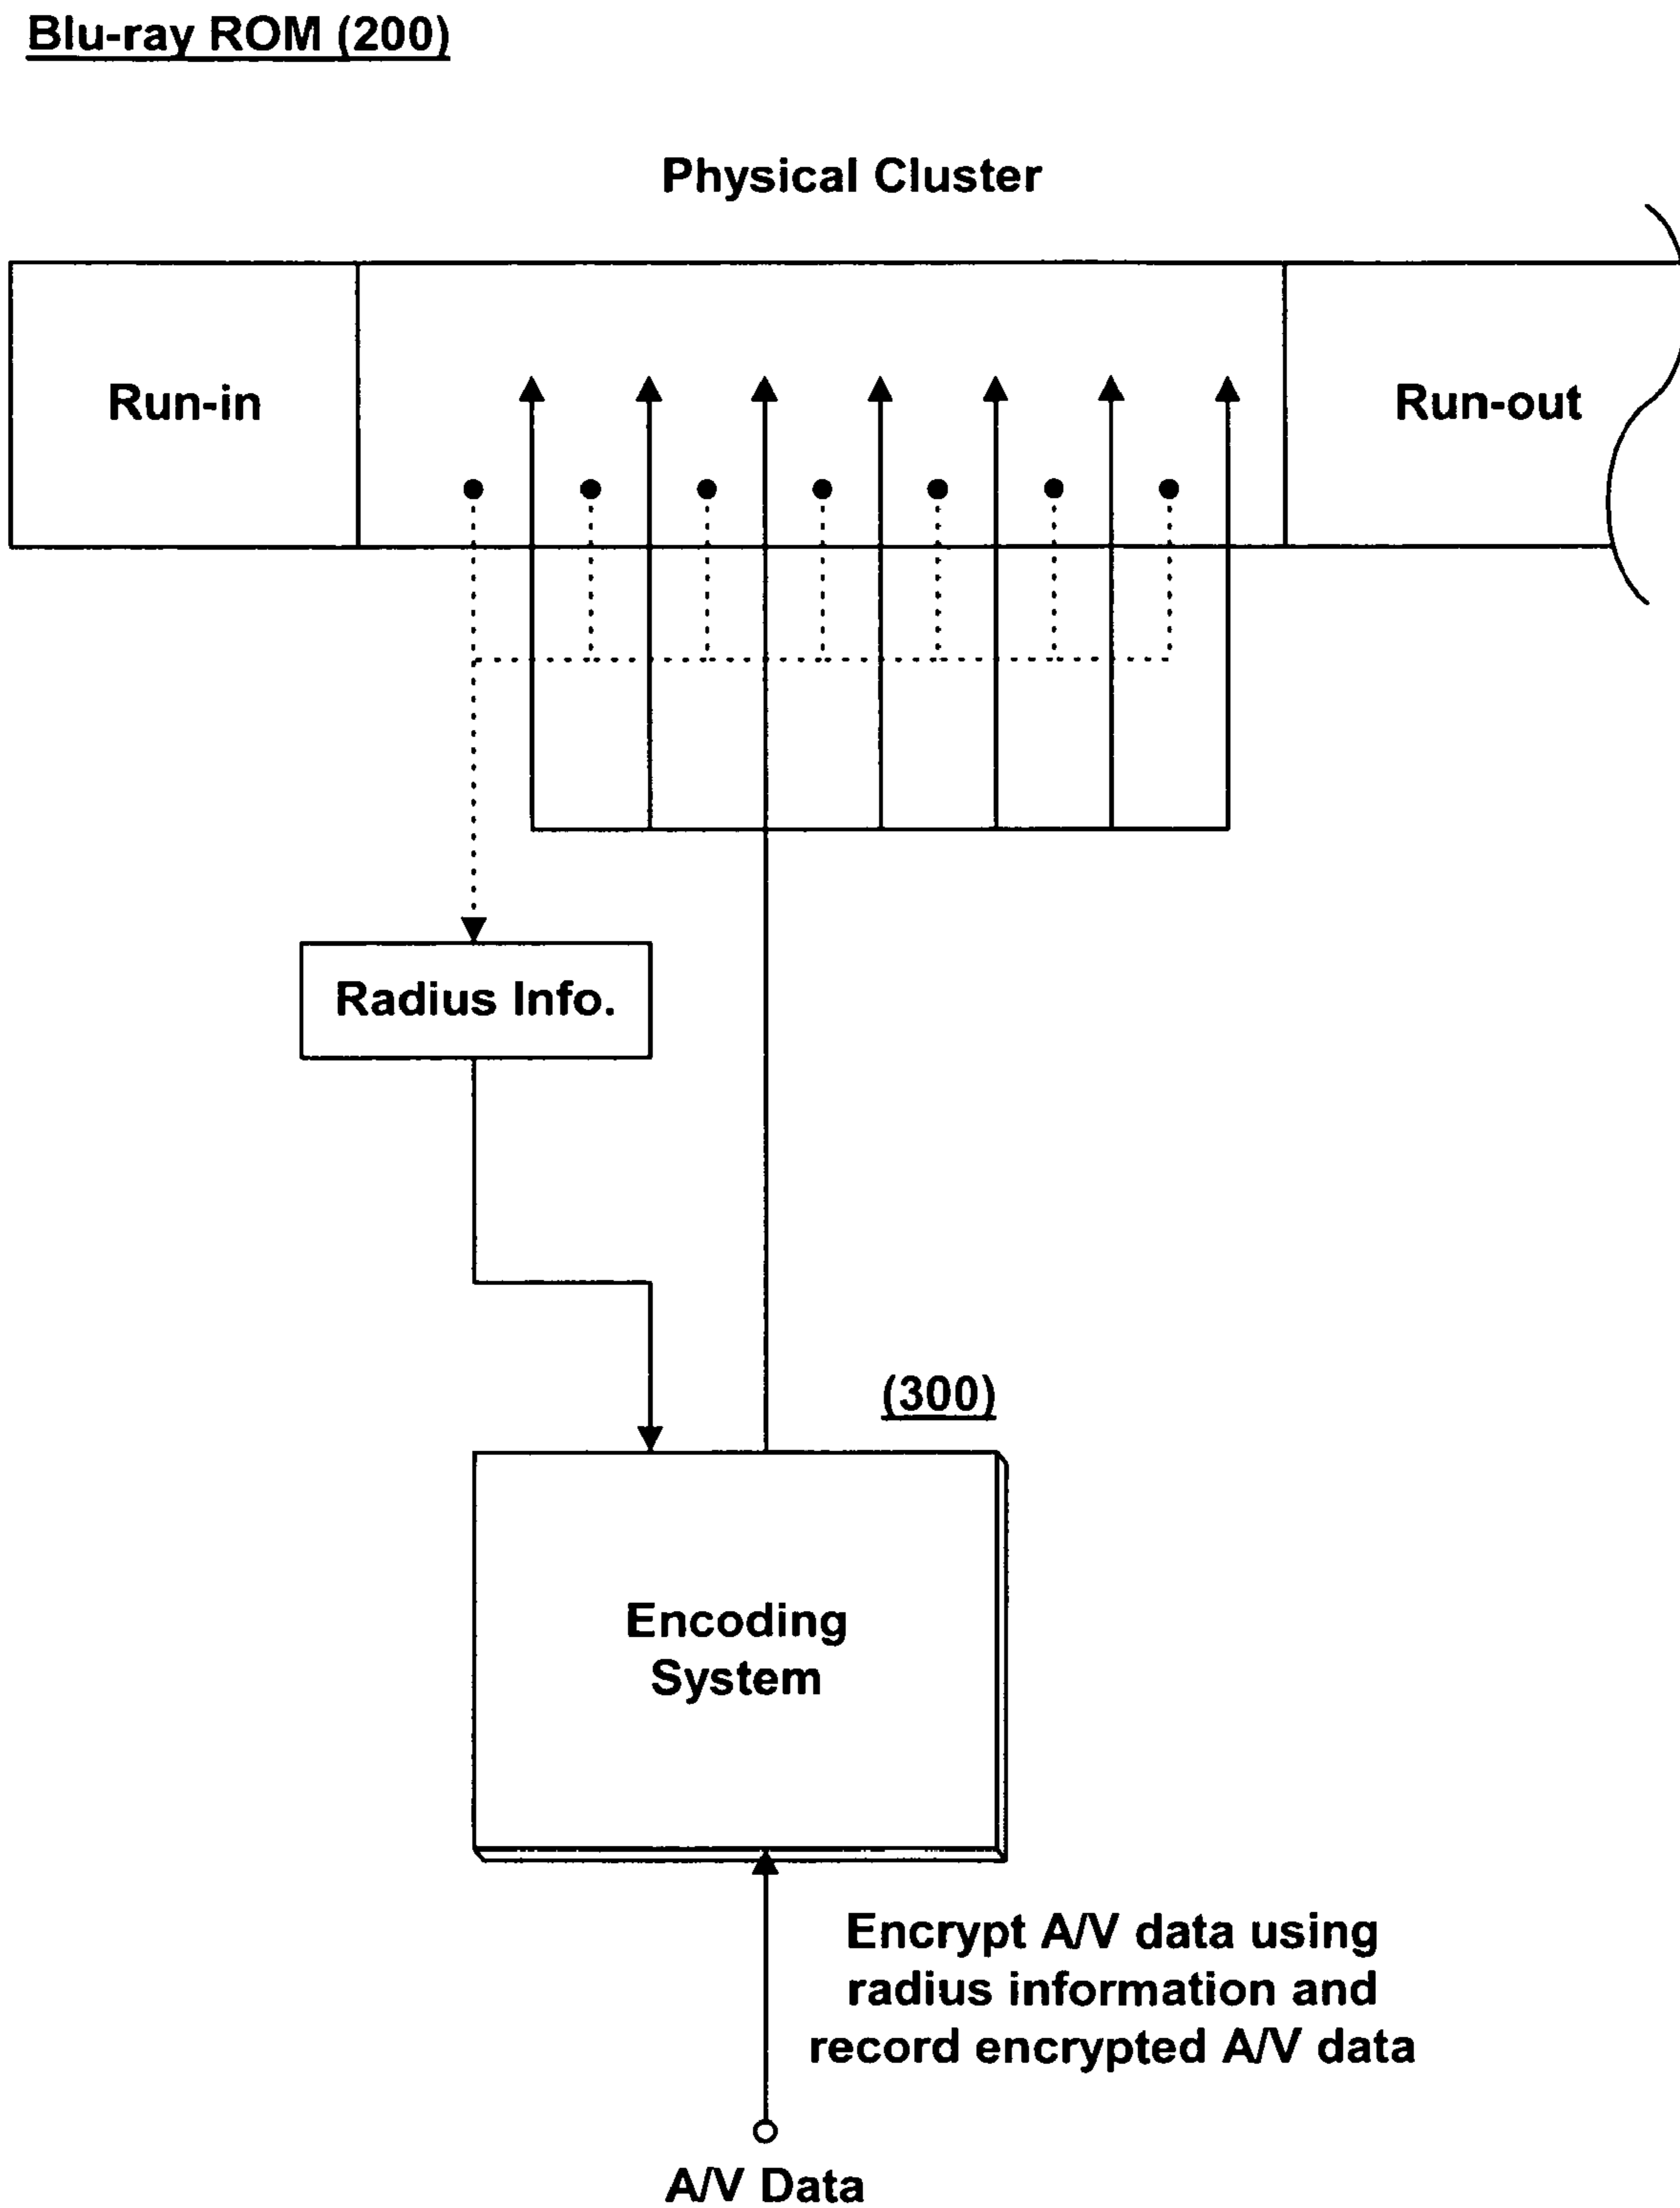 Blu-ray ROM (200)
Physical Cluster
Run-in
Run-out
Radius Info.
(300)
Encoding
System
Encrypt A/V data using
radius information and
record encrypted A/V data
A/V Data